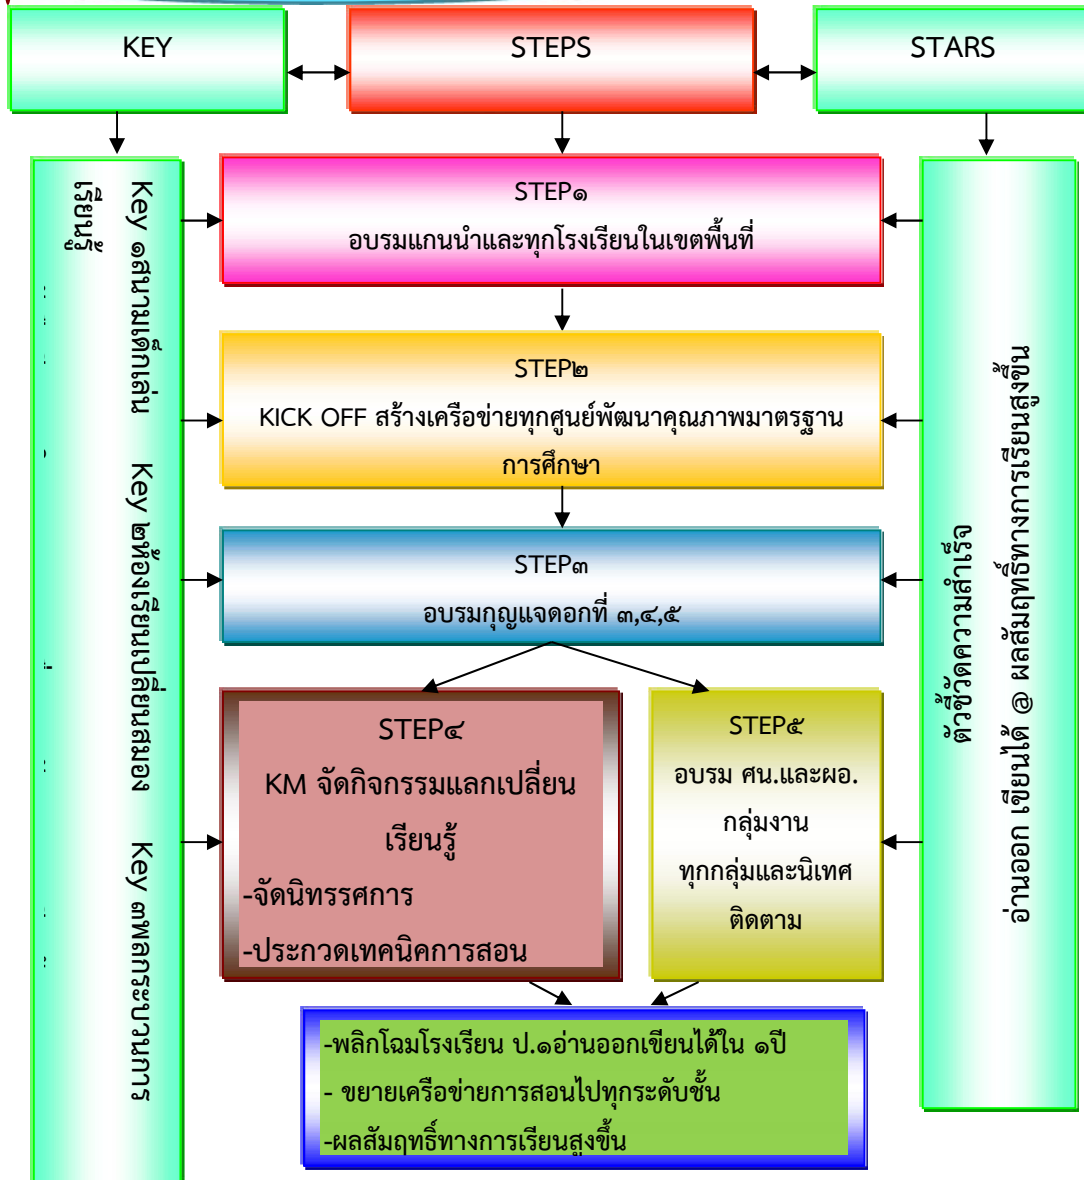 KEY
STEPS
STARS
STEP๑
อบรมแกนนำและทุกโรงเรียนในเขตพื้นที่
STEP๒
KICK OFF สร้างเครือข่ายทุกศูนย์พัฒนาคุณภาพมาตรฐาน
การศึกษา
STEP๓
อบรมกุญแจดอกที่ ๓,๔,๕
STEP๔
KM จัดกิจกรรมแลกเปลี่ยน
เรียนรู้
-จัดนิทรรศการ
-ประกวดเทคนิคการสอน
STEP๕
อบรม ศน.และผอ.
กลุ่มงาน
ทุกกลุ่มและนิเทศ
ติดตาม
-พลิกโฉมโรงเรียน ป.๑อ่านออกเขียนได้ใน ๑ปี
- ขยายเครือข่ายการสอนไปทุกระดับชั้น
-ผลสัมฤทธิ์ทางการเรียนสูงขึ้น
Key ๑สนามเด็กเล่น Key ๒ห้องเรียนเปลี่ยนสมอง Key ๓พลกระบวนการ
เรียนรู้
ตัวชี้วัดความสำเร็จ
อ่านออก เขียนได้ @ ผลสัมฤทธิ์ทางการเรียนสูงขึ้น